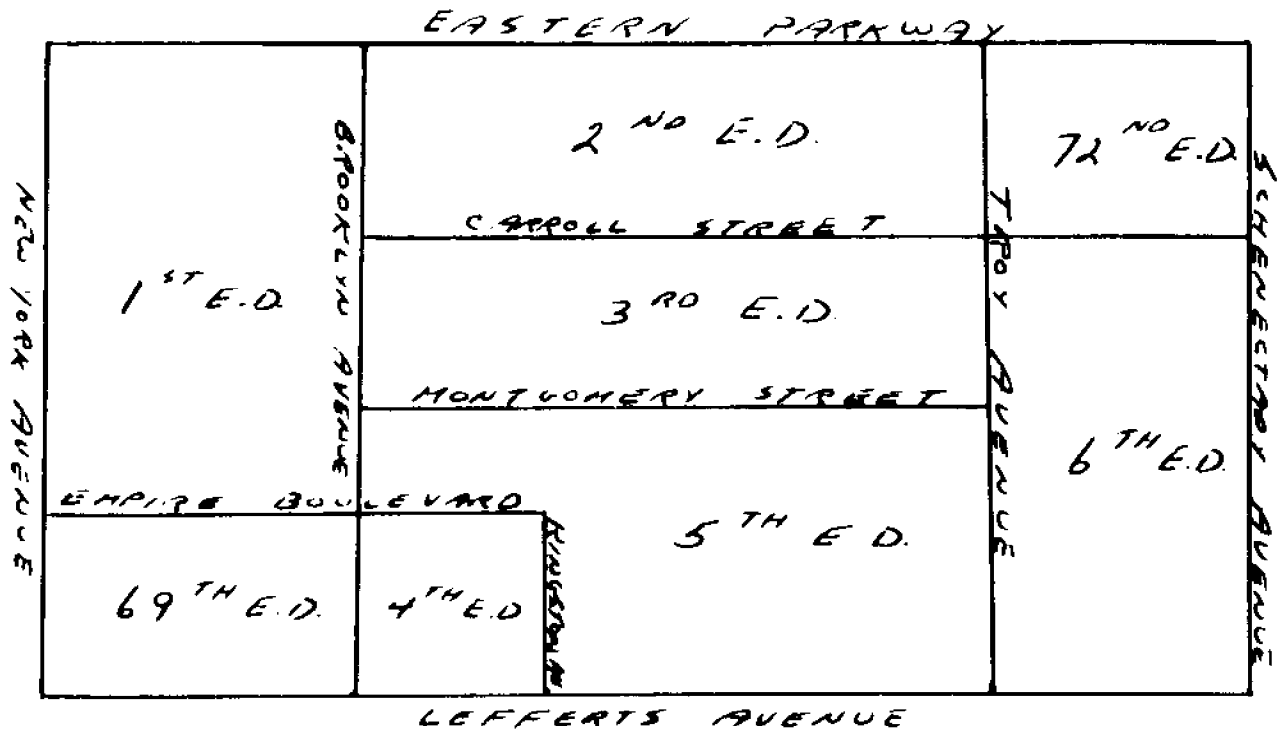 EASTERN PARKWAY
2ND E.D.
72ND E.D.
NEW YORK AVENUE
BROOKLYN AVENUE
CARROLL STREET
TROY AVENUE
SCHENECTADY AVENUE
1ST E.D.
3RD E.D.
MONTGOMERY STREET
6TH E.D.
EMPIRE BOULEVARD
5TH E D.
69TH E.D.
4TH E.D
KINGSTON AV
LEFFERTS AVENUE